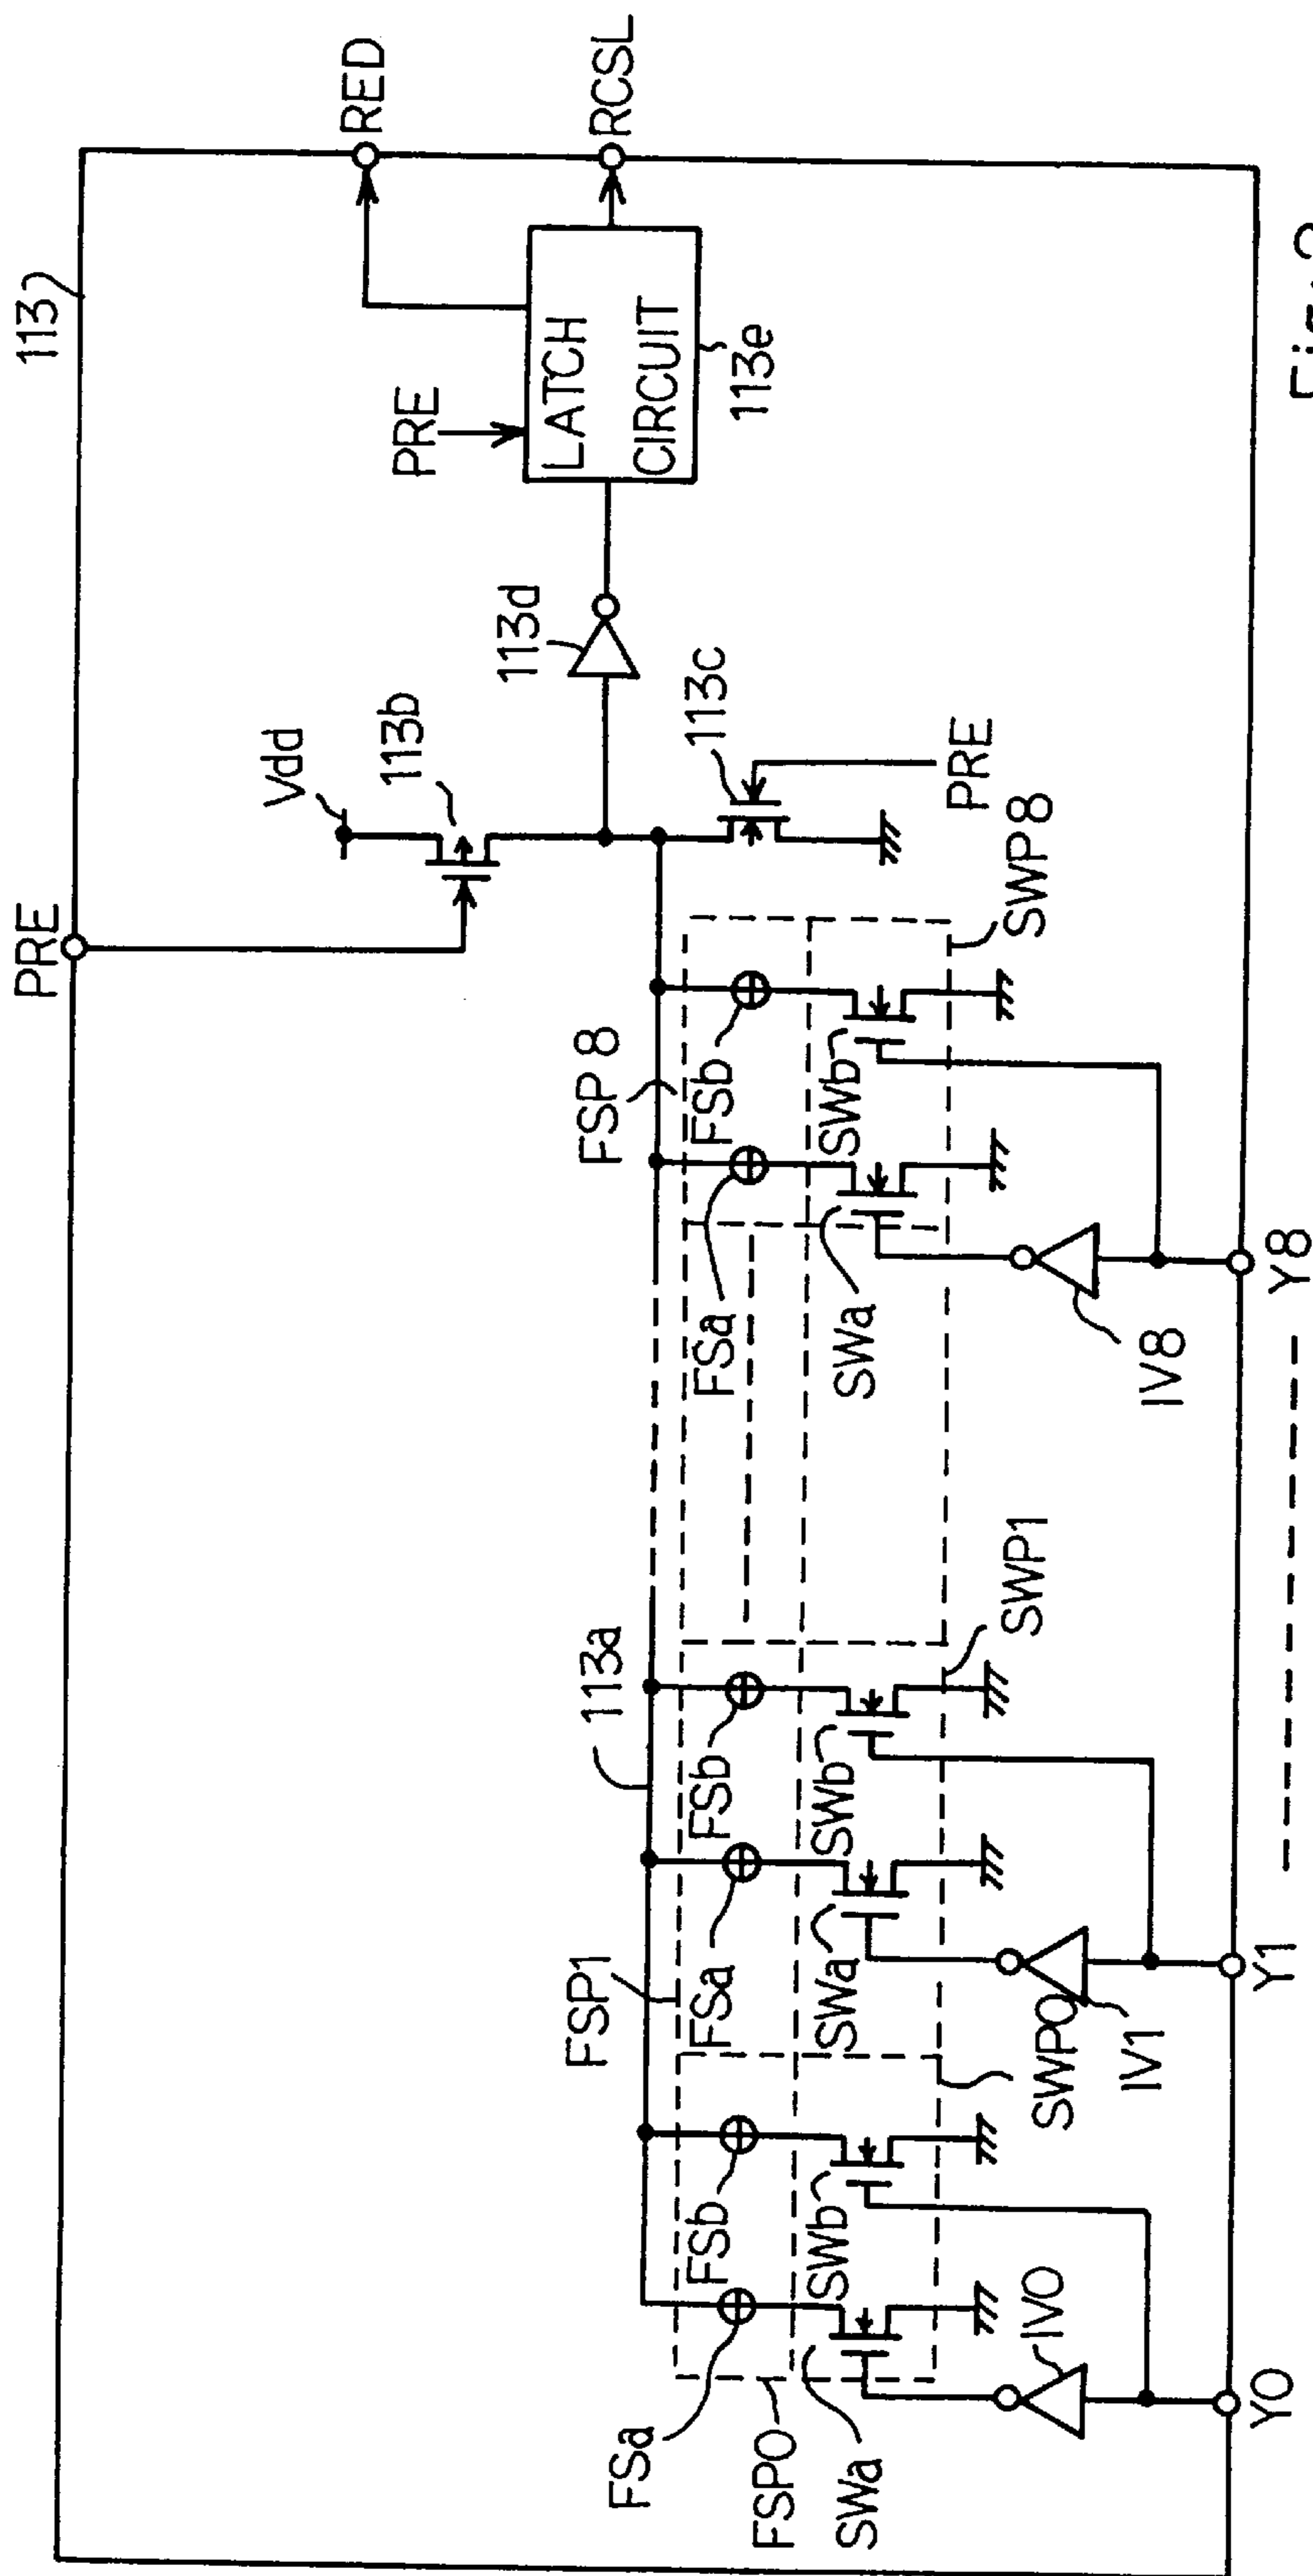 113
PRE
RED
RCSL
Vdd
113b
PRE
LATCH
CIRCUIT
113e
113d
113c
PRE
113a
FSP1
FSP8
FSa
FSb
FSa
FSb
FSa
FSb
FSP0
SWa
SWb
SWa
SWb
SWa
SWb
SWP8
SWP1
SWP0
IV0
IV1
IV8
Y0
Y1
Y8